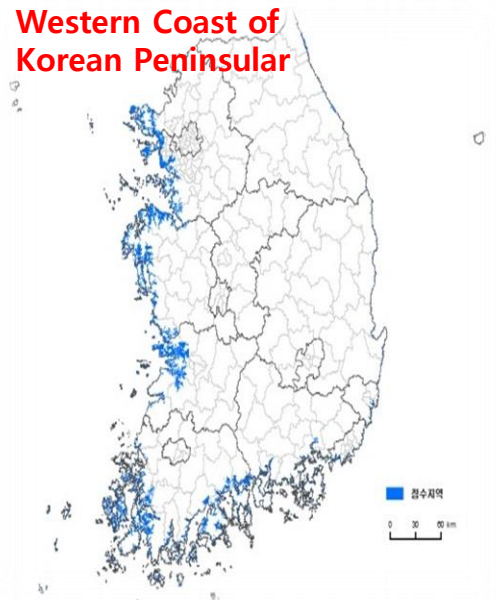 Western Coast of
Korean Peninsular
침수지역
0 30 60 km